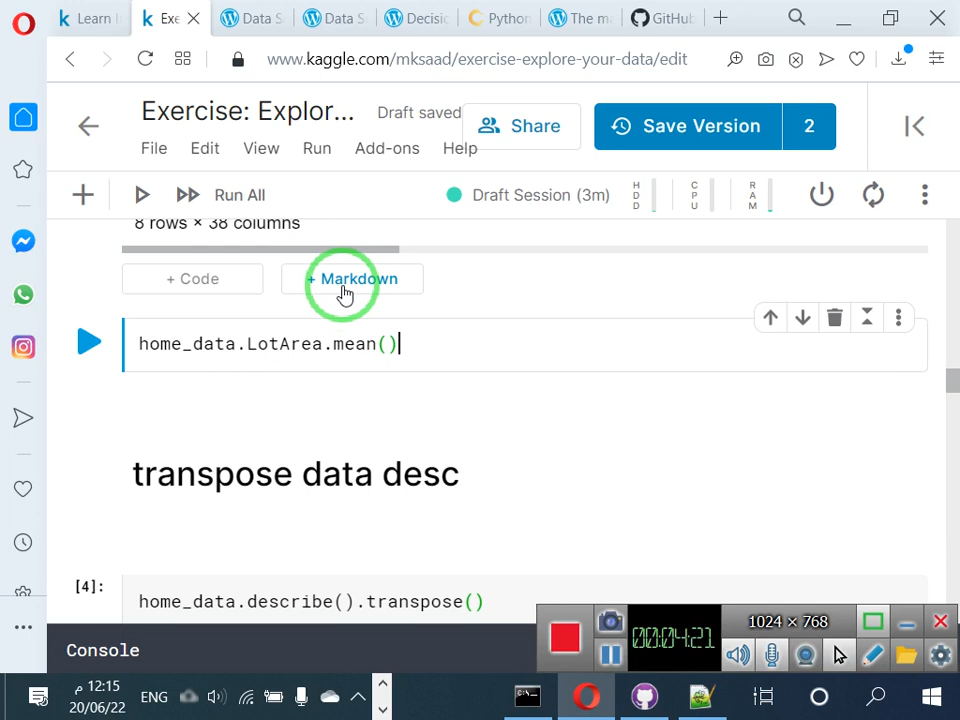 Learn I
Exe
Data S
Data S
Decisio
Python
The ma
GitHub
www.kaggle.com/mksaad/exercise-explore-your-data/edit
Exercise: Explor...
Draft saved
Share
Save Version
2
File
Edit
View
Run
Add-ons
Help
Run All
Draft Session (3m)
HDD
CPU
RAM
8 rows × 38 columns
+ Code
+ Markdown
home_data.LotArea.mean()
transpose data desc
[4]:
home_data.describe().transpose()
1024 × 768
00:04:21
Console
12:15 م
20/06/22
ENG